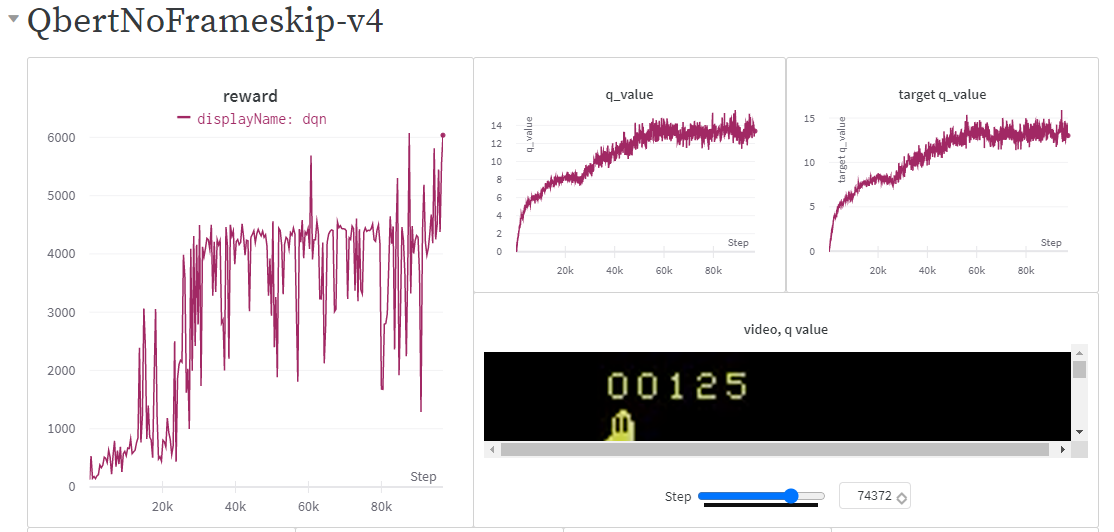 QbertNoFrameskip-v4
reward
displayName: dqn
6000
5000
4000
3000
2000
1000
0
20k 40k 60k 80k
Step
q_value
q_value
14
12
10
8
6
4
2
0
20k 40k 60k 80k
Step
target q_value
target q_value
15
10
5
0
20k 40k 60k 80k
Step
video, q value
00125
Step 74372